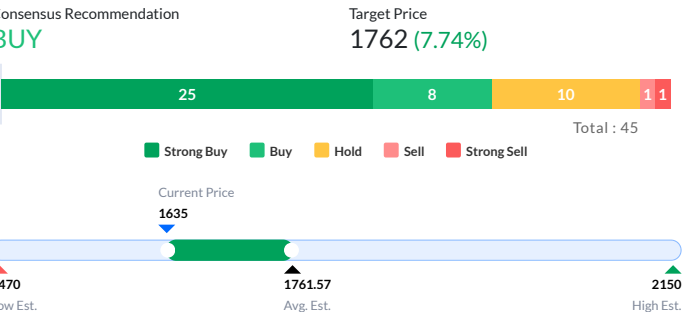 onsensus Recommendation
Target Price
BUY
1762 (7.74%)
25 8 10 1 1
Total : 45
Strong Buy Buy Hold Sell Strong Sell
Current Price
1635
470 1761.57 2150
ow Est. Avg. Est. High Est.